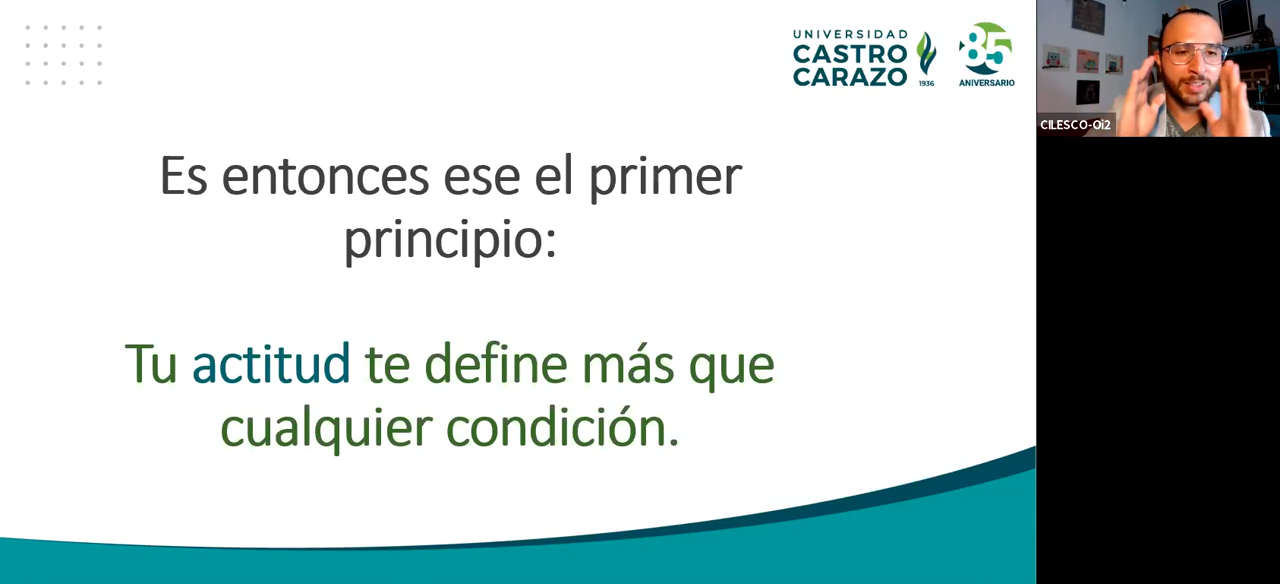 UNIVERSIDAD
CASTRO
CARAZO
1936
85
ANIVERSARIO
CILESCO-Oi2
Es entonces ese el primer
principio:
Tu actitud te define más que
cualquier condición.